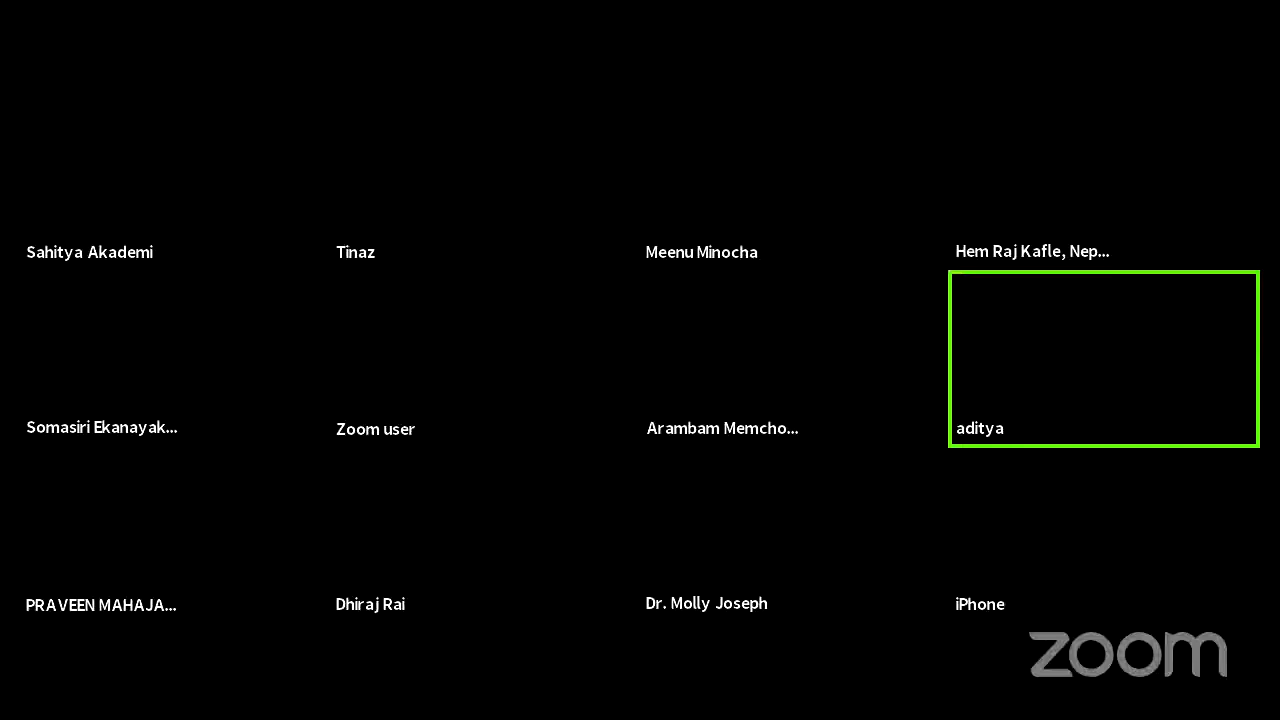 Sahitya Akademi
Tinaz
Meenu Minocha
Hem Raj Kafle, Nep...
Somasiri Ekanayak...
Zoom user
Arambam Memcho...
aditya
PRAVEEN MAHAJA...
Dhiraj Rai
Dr. Molly Joseph
iPhone
zoom